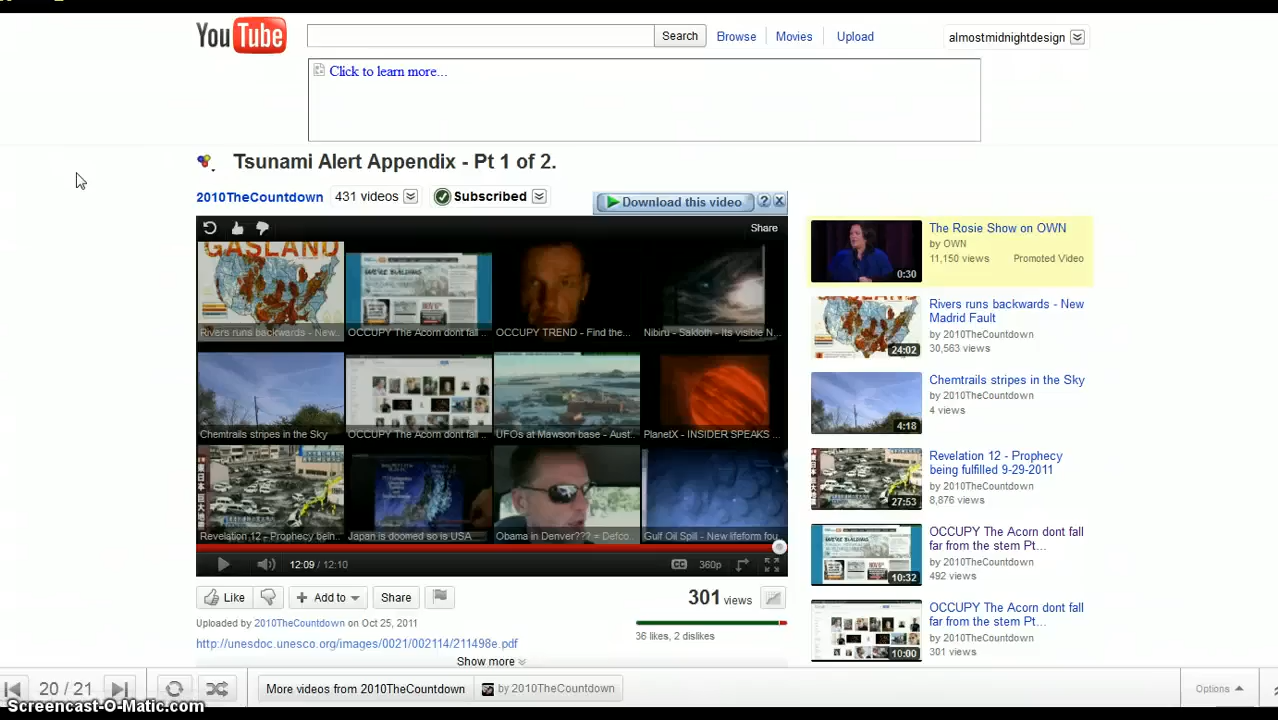 YouTube
Search
Browse
Movies
Upload
almostmidnightdesign
Click to learn more...
Tsunami Alert Appendix - Pt 1 of 2.
2010TheCountdown
431 videos
Subscribed
Download this video
?
X
Share
GASLAND
Rivers runs backwards - New...
OCCUPY The Acorn dont fall ...
OCCUPY TREND - Find the...
Nibiru - Sakloth - Its visible N...
Chemtrails stripes in the Sky
OCCUPY The Acorn dont fall ...
UFOs at Mawson base - Aust...
PlanetX - INSIDER SPEAKS ...
Revelation 12 - Prophecy bein...
Japan is doomed so is USA
Obama in Denver??? = Defco...
Gulf Oil Spill - New lifeform fou...
12:09 / 12:10
CC
360p
Like
Add to
Share
301 views
Uploaded by 2010TheCountdown on Oct 25, 2011
36 likes, 2 dislikes
http://unesdoc.unesco.org/images/0021/002114/211498e.pdf
Show more
The Rosie Show on OWN
by OWN
11,150 views
Promoted Video
0:30
Rivers runs backwards - New
Madrid Fault
by 2010TheCountdown
30,563 views
24:02
Chemtrails stripes in the Sky
by 2010TheCountdown
4 views
4:18
Revelation 12 - Prophecy
being fulfilled 9-29-2011
by 2010TheCountdown
8,876 views
27:53
OCCUPY The Acorn dont fall
far from the stem Pt...
by 2010TheCountdown
492 views
10:32
OCCUPY The Acorn dont fall
far from the stem Pt...
by 2010TheCountdown
301 views
10:00
20 / 21
More videos from 2010TheCountdown
by 2010TheCountdown
Options
Screencast-O-Matic.com